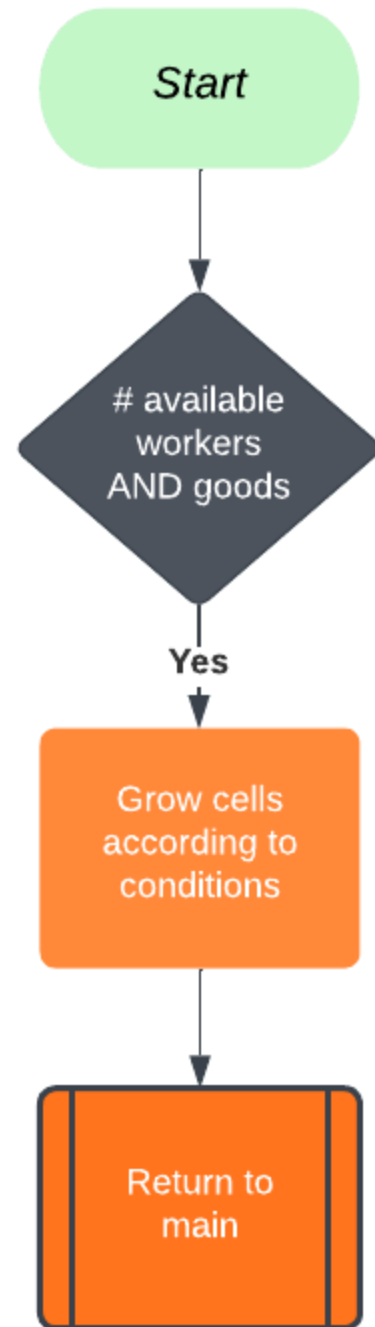 Start
# available
workers
AND goods
Yes
Grow cells
according to
conditions
Return to
main